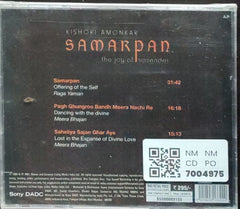 KISHORI AMONKAR
SAMARPAN
the joy of surrender
Samarpan 31:42
Offering of the Self
Raga Yaman
Pagh Ghungroo Bandh Meera Nachi Re 16:18
Dancing with the divine
Meera Bhajan
Saheliya Sajan Ghar Aye 15:13
Lost in the Expanse of Divine Love
Meera Bhajan
NM NM
CD PO
7004975
Sony DADC
₹ 299/-